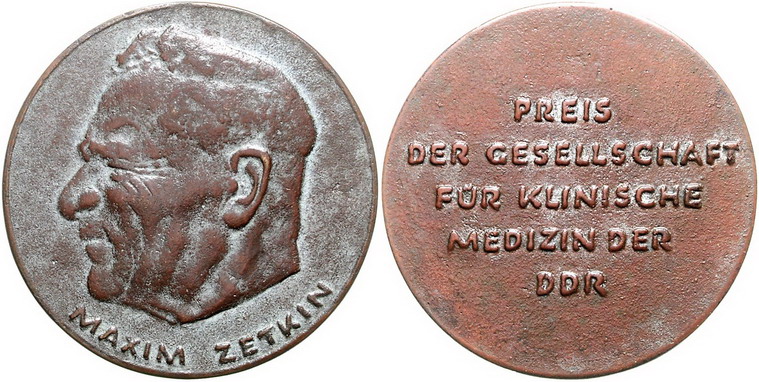 MAXIM ZETKIN
PREIS
DER GESELLSCHAFT
FÜR KLINISCHE
MEDIZIN DER
DDR